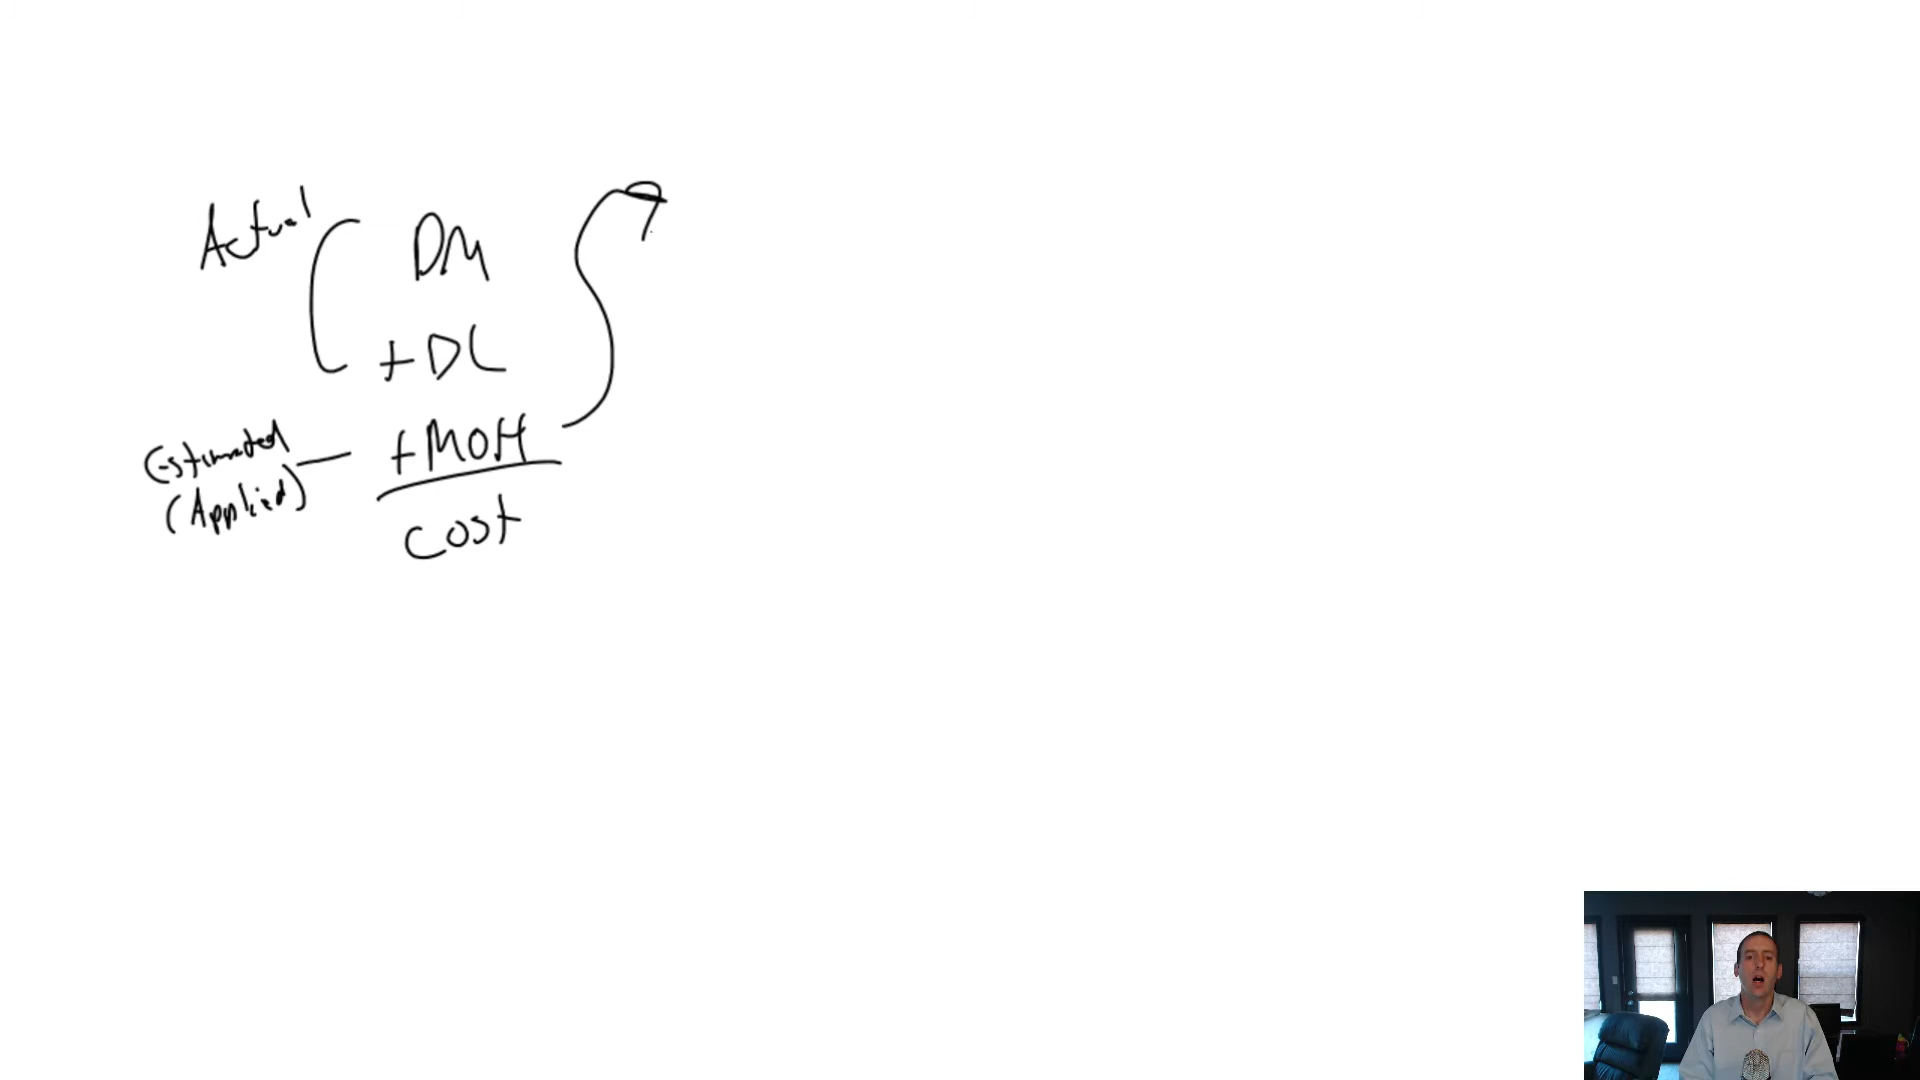 Actual
DM
+DL
Estimated
(Applied)
+MOH
Cost